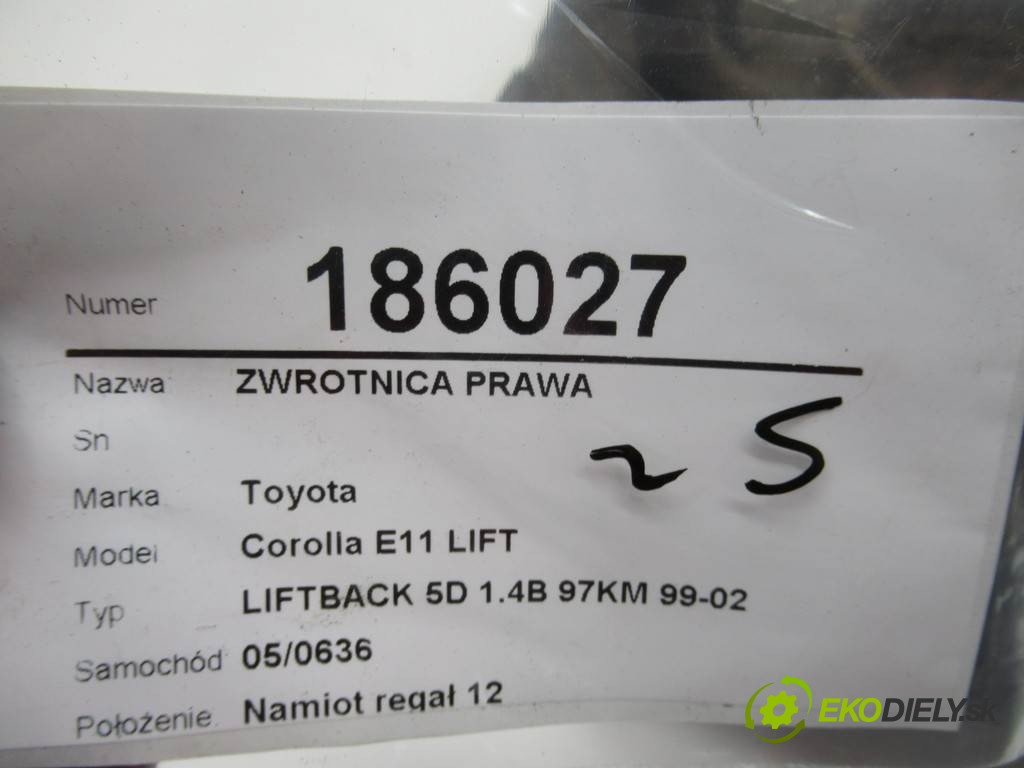 Numer 186027
Nazwa ZWROTNICA PRAWA
Sn
Marka Toyota
Model Corolla E11 LIFT
Typ LIFTBACK 5D 1.4B 97KM 99-02
Samochód 05/0636
Położenie. Namiot regał 12
EKODIELY.sk